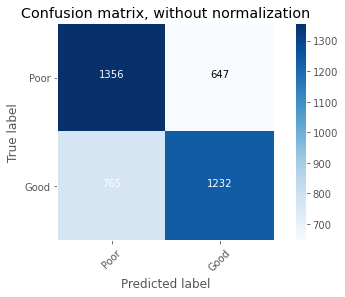 Confusion matrix, without normalization
True label
Poor
1356
647
Good
765
1232
Poor
Good
Predicted label
1300
1200
1100
1000
900
800
700